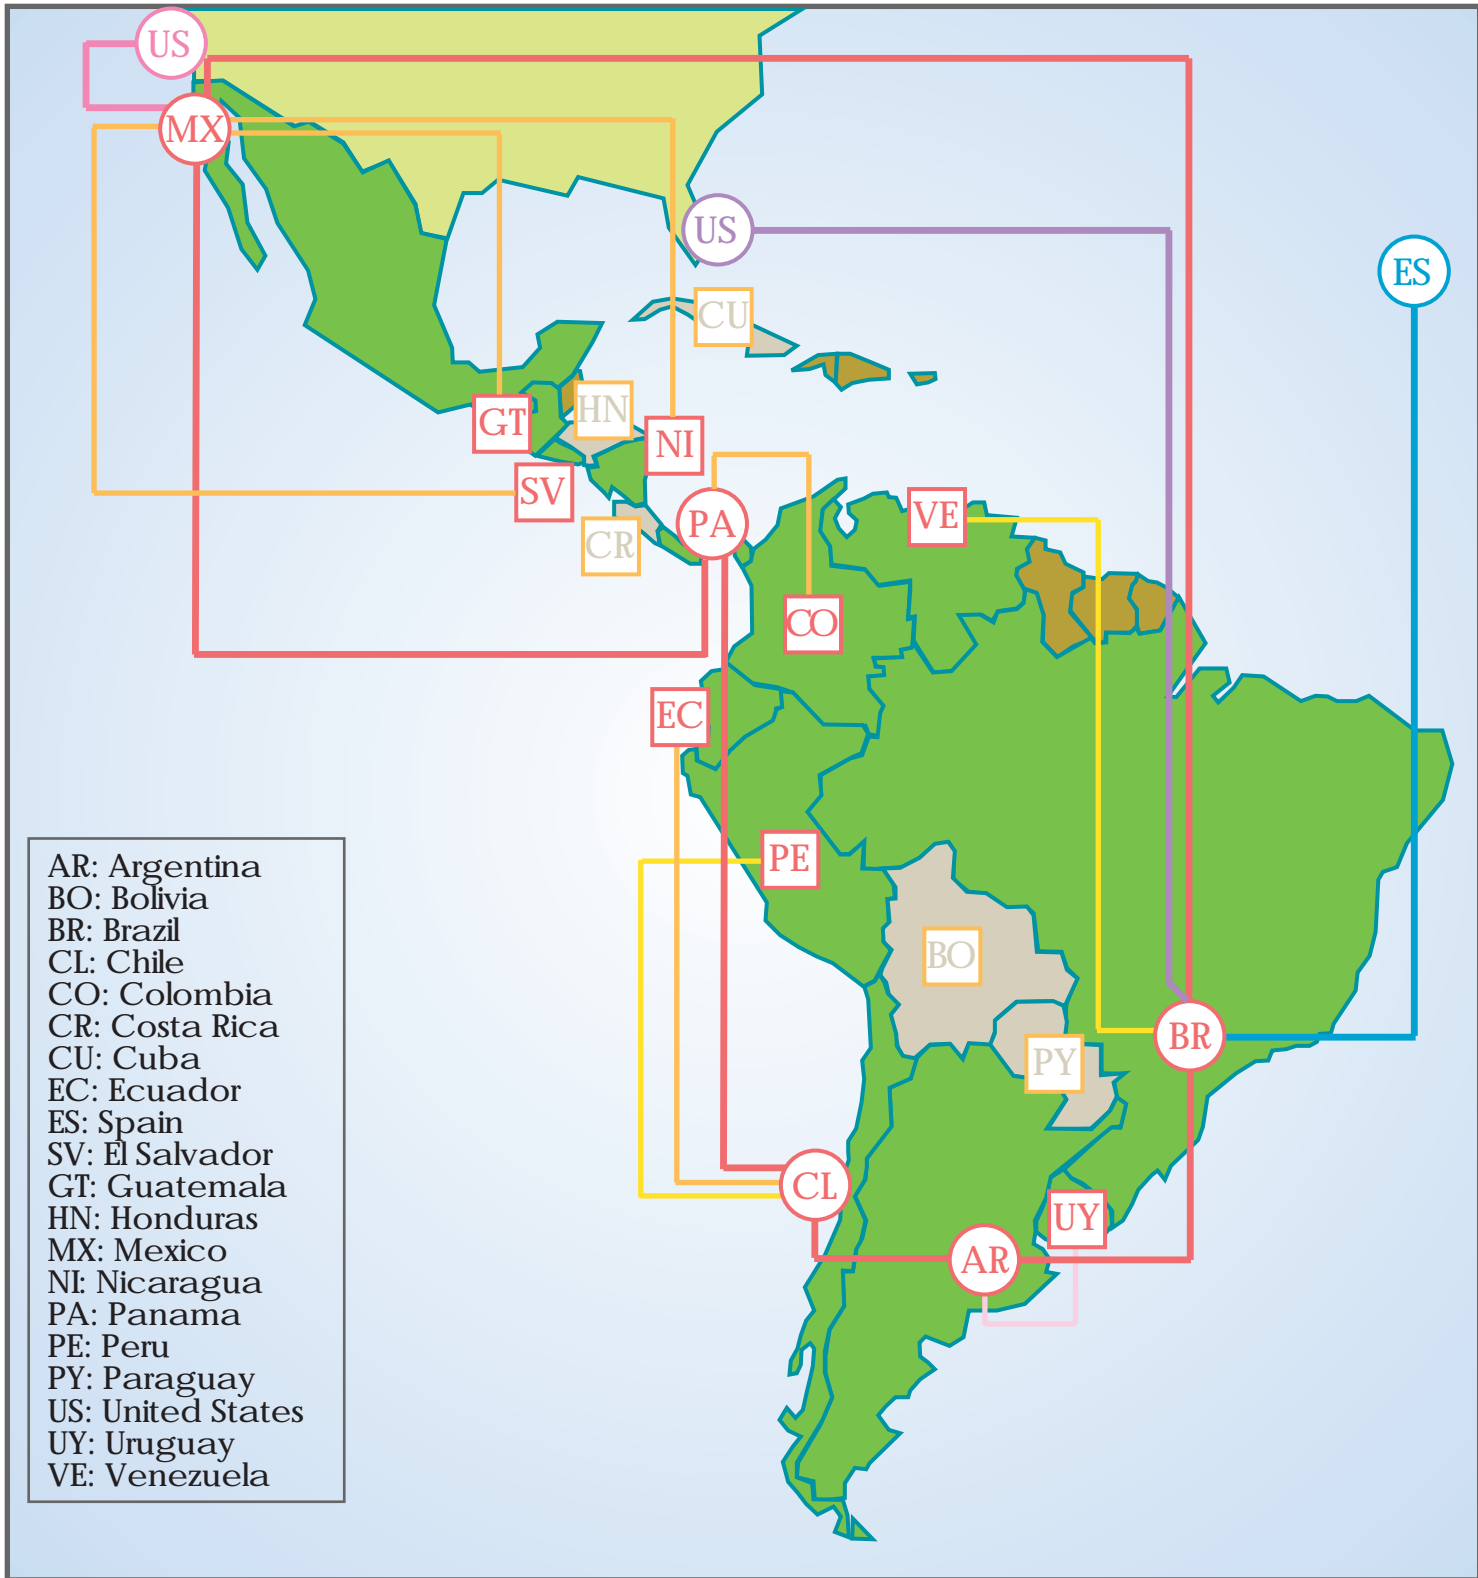 US
MX
US
ES
CU
HN
GT
NI
SV
PA
VE
CR
CO
EC
PE
BO
BR
PY
CL
UY
AR
AR: Argentina
BO: Bolivia
BR: Brazil
CL: Chile
CO: Colombia
CR: Costa Rica
CU: Cuba
EC: Ecuador
ES: Spain
SV: El Salvador
GT: Guatemala
HN: Honduras
MX: Mexico
NI: Nicaragua
PA: Panama
PE: Peru
PY: Paraguay
US: United States
UY: Uruguay
VE: Venezuela